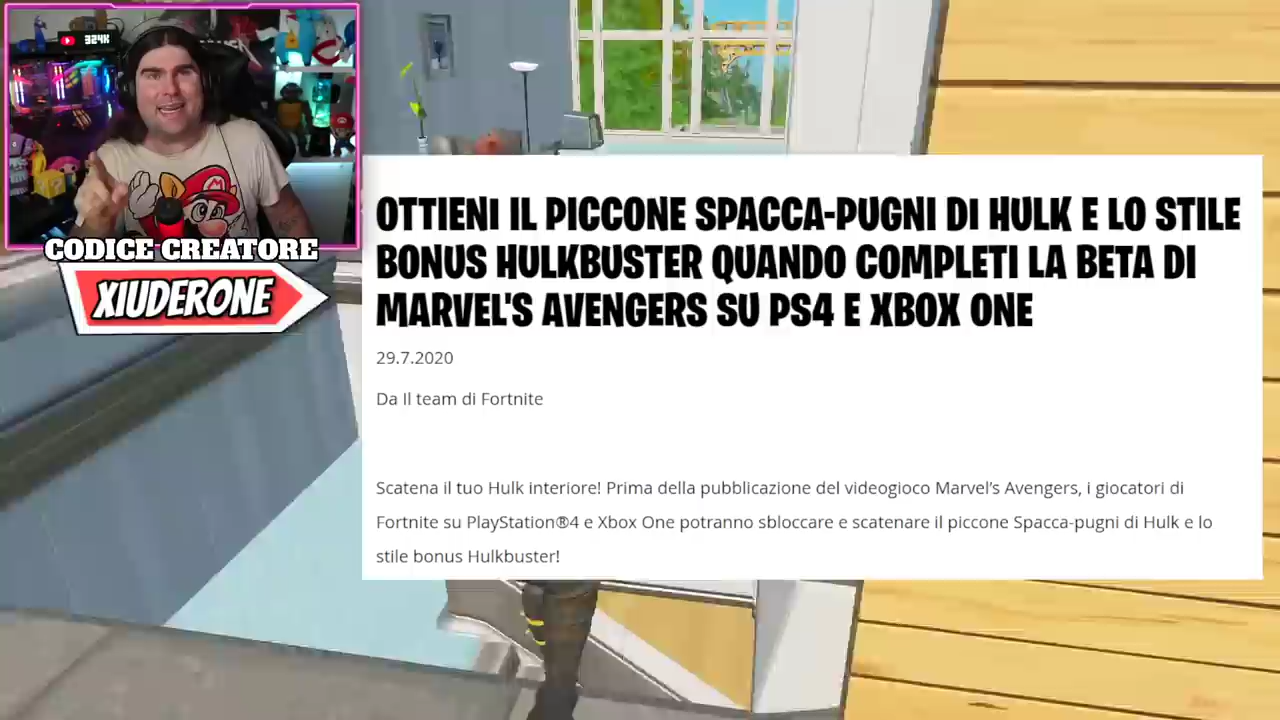 324K
CODICE CREATORE
XIUDERONE
OTTIENI IL PICCONE SPACCA-PUGNI DI HULK E LO STILE
BONUS HULKBUSTER QUANDO COMPLETI LA BETA DI
MARVEL'S AVENGERS SU PS4 E XBOX ONE
29.7.2020
Da Il team di Fortnite
Scatena il tuo Hulk interiore! Prima della pubblicazione del videogioco Marvel’s Avengers, i giocatori di
Fortnite su PlayStation®4 e Xbox One potranno sbloccare e scatenare il piccone Spacca-pugni di Hulk e lo
stile bonus Hulkbuster!